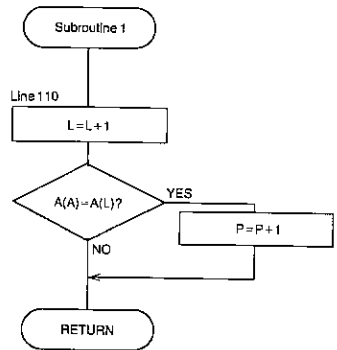 Subroutine 1
Line 110
L=L+1
A(A)=A(L)?
YES
P=P+1
NO
RETURN